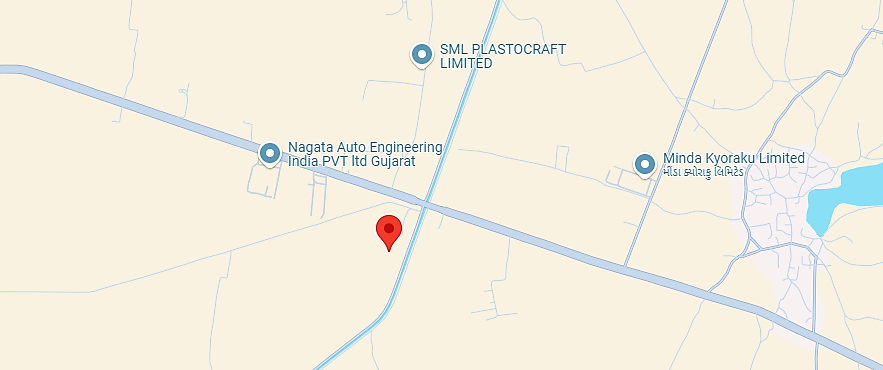 SML PLASTOCRAFT
LIMITED
Nagata Auto Engineering
India PVT ltd Gujarat
Minda Kyoraku Limited
મીંડા ક્યોરાકુ લિમિટેડ